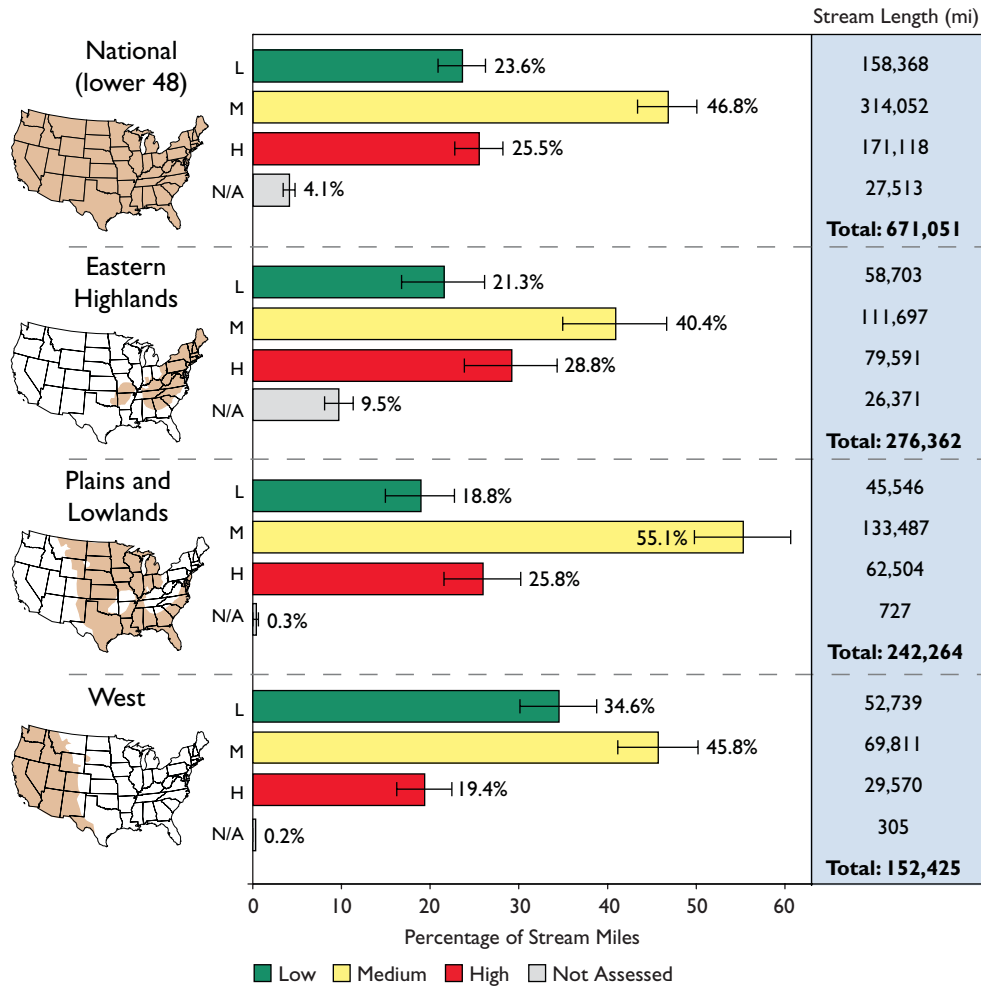 Stream Length (mi)
National
(lower 48)
L 23.6% 158,368
M 46.8% 314,052
H 25.5% 171,118
N/A 4.1% 27,513
Total: 671,051
Eastern
Highlands
L 21.3% 58,703
M 40.4% 111,697
H 28.8% 79,591
N/A 9.5% 26,371
Total: 276,362
Plains and
Lowlands
L 18.8% 45,546
M 55.1% 133,487
H 25.8% 62,504
N/A 0.3% 727
Total: 242,264
West
L 34.6% 52,739
M 45.8% 69,811
H 19.4% 29,570
N/A 0.2% 305
Total: 152,425
0 10 20 30 40 50 60
Percentage of Stream Miles
Low Medium High Not Assessed